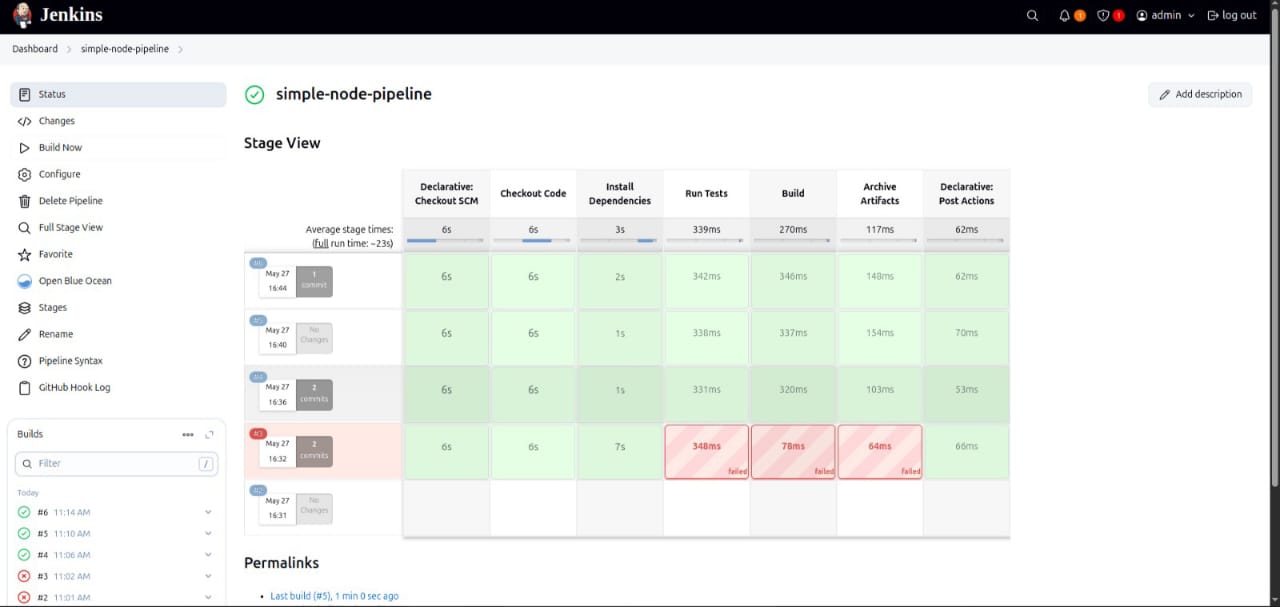 Jenkins
1
1
admin
log out
Dashboard
simple-node-pipeline
Status
Changes
Build Now
Configure
Delete Pipeline
Full Stage View
Favorite
Open Blue Ocean
Stages
Rename
Pipeline Syntax
GitHub Hook Log
Builds
Filter
/
Today
#6 11:14 AM
#5 11:10 AM
#4 11:06 AM
#3 11:02 AM
#2 11:01 AM
simple-node-pipeline
Add description
Stage View
Declarative: Checkout SCM
Checkout Code
Install Dependencies
Run Tests
Build
Archive Artifacts
Declarative: Post Actions
Average stage times:
(full run time: ~23s)
6s 6s 3s 339ms 270ms 117ms 62ms
#6
May 27
16:44
1 commit
6s 6s 2s 342ms 346ms 148ms 62ms
#5
May 27
16:40
No Changes
6s 6s 1s 338ms 337ms 154ms 70ms
#4
May 27
16:36
2 commits
6s 6s 1s 331ms 320ms 103ms 53ms
#3
May 27
16:32
2 commits
6s 6s 7s 348ms 78ms 64ms 66ms
failed failed failed
#2
May 27
16:31
No Changes
Permalinks
Last build (#5), 1 min 0 sec ago